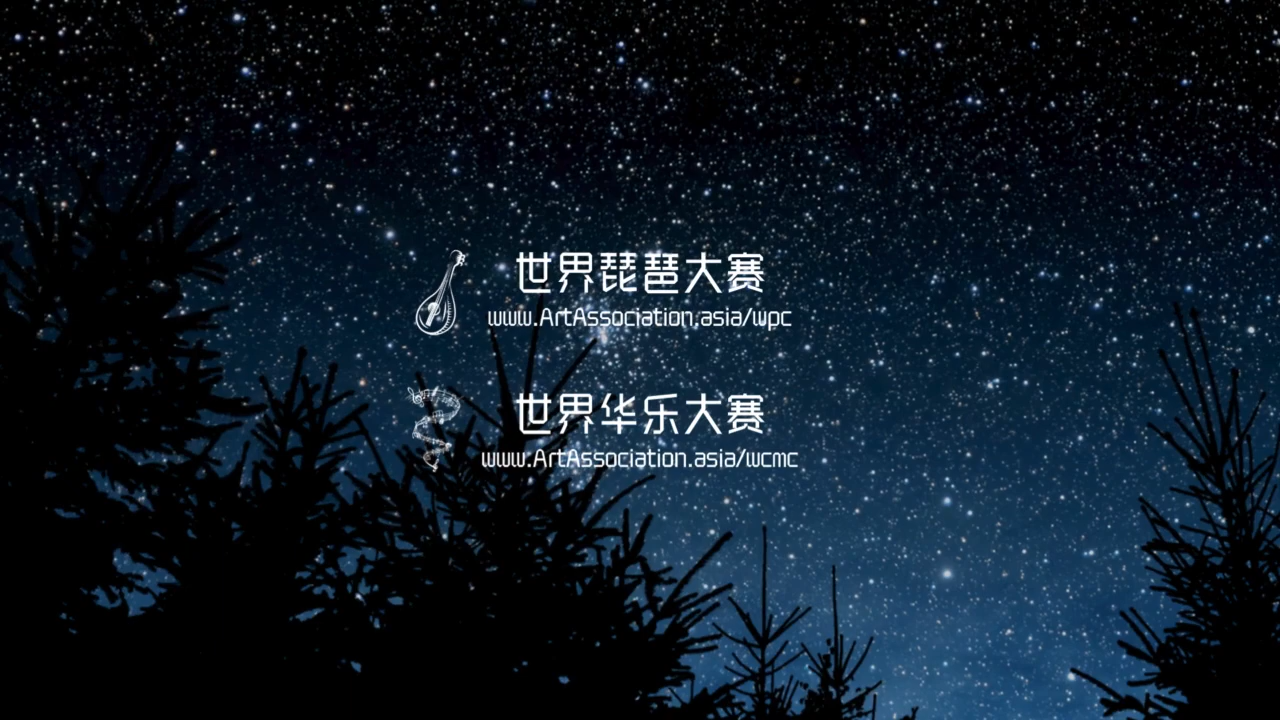 世界琵琶大赛
www.ArtAssociation.asia/wpc
世界华乐大赛
www.ArtAssociation.asia/wcmc